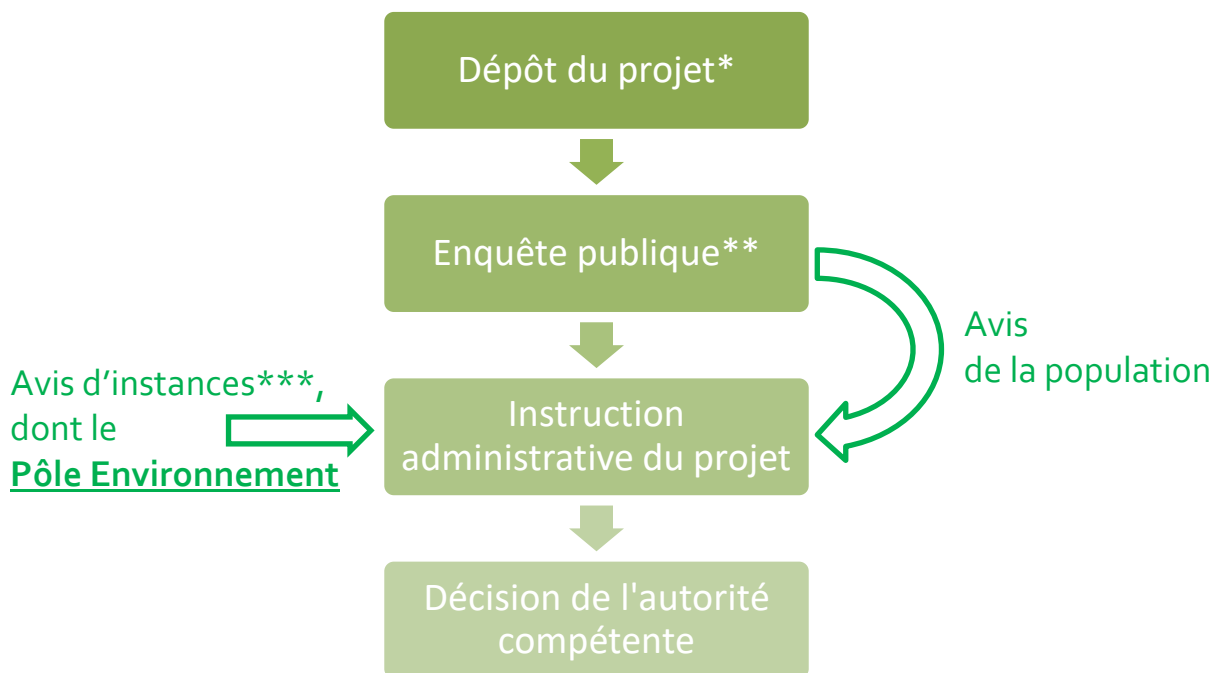 Dépôt du projet*
Enquête publique**
Avis
de la population
Avis d’instances***,
dont le
Pôle Environnement
Instruction
administrative du projet
Décision de l'autorité
compétente